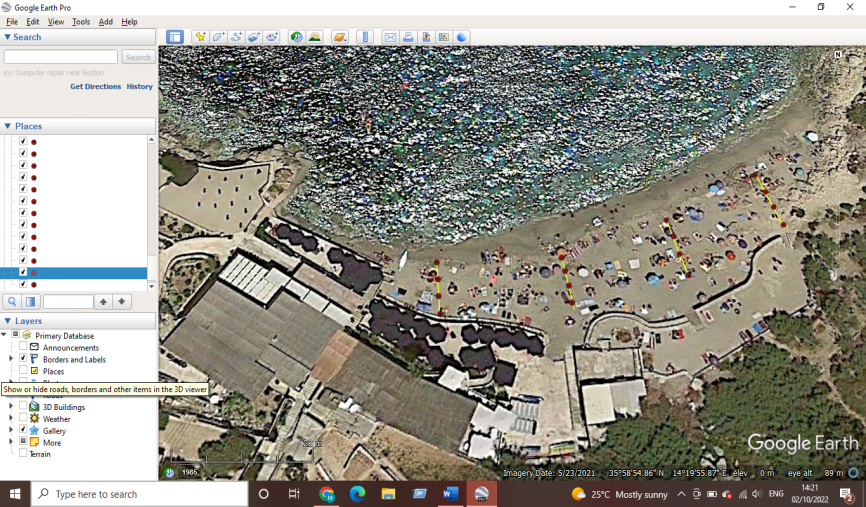 Google Earth Pro
File Edit View Tools Add Help
Search
Search
ex: Computer repair near Boston
Get Directions History
Places
Layers
Primary Database
Announcements
Borders and Labels
Places
Show or hide roads, borders and other items in the 3D viewer
3D Buildings
Weather
Gallery
More
Terrain
N
1985
Google Earth
Imagery Date: 5/23/2021 35°58'54.86" N 14°19'55.87" E elev 0 m eye alt 89 m
Type here to search
25°C Mostly sunny
ENG
14:21
02/10/2022
2